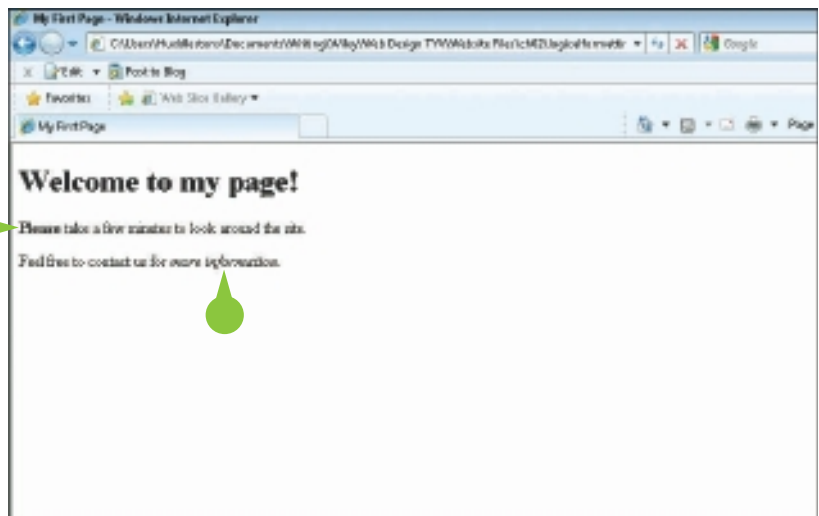 My First Page - Windows Internet Explorer
Google
Edit
Post to Blog
Favorites
Web Slice Gallery
My First Page
Page
Welcome to my page!
Please take a few minutes to look around the site.
Feel free to contact us for more information.